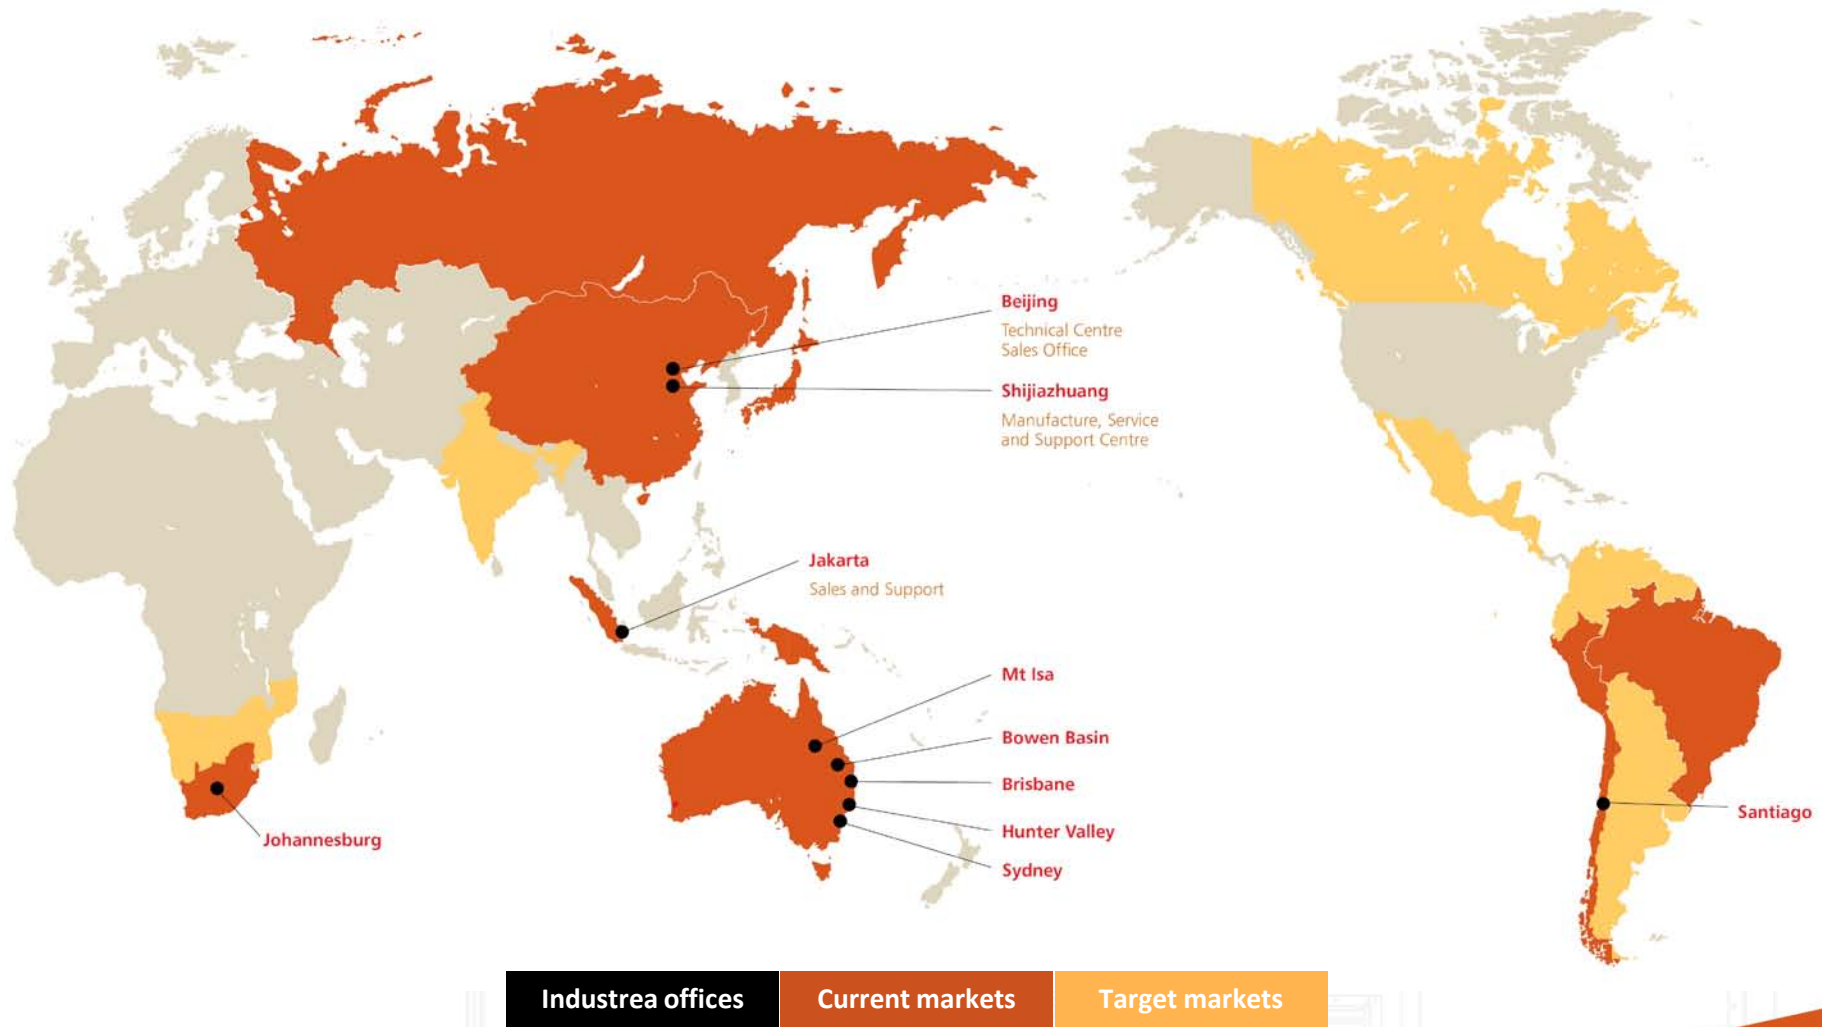 Beijing
Technical Centre
Sales Office
Shijiazhuang
Manufacture, Service
and Support Centre
Jakarta
Sales and Support
Mt Isa
Bowen Basin
Brisbane
Hunter Valley
Sydney
Santiago
Johannesburg
Industrea offices
Current markets
Target markets